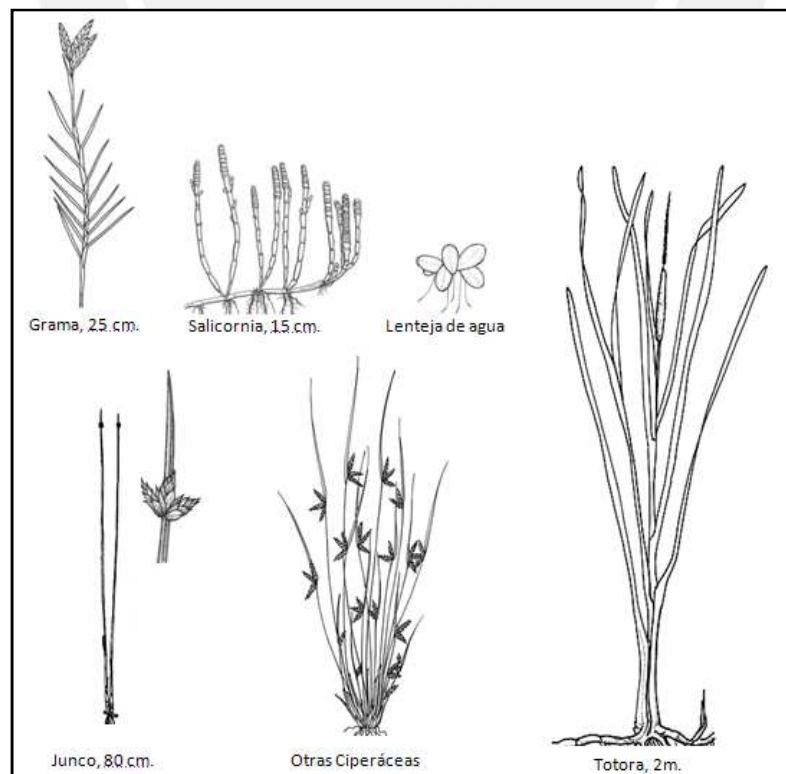 Grama, 25 cm.
Salicornia, 15 cm.
Lenteja de agua
Junco, 80 cm.
Otras Ciperáceas
Totora, 2m.